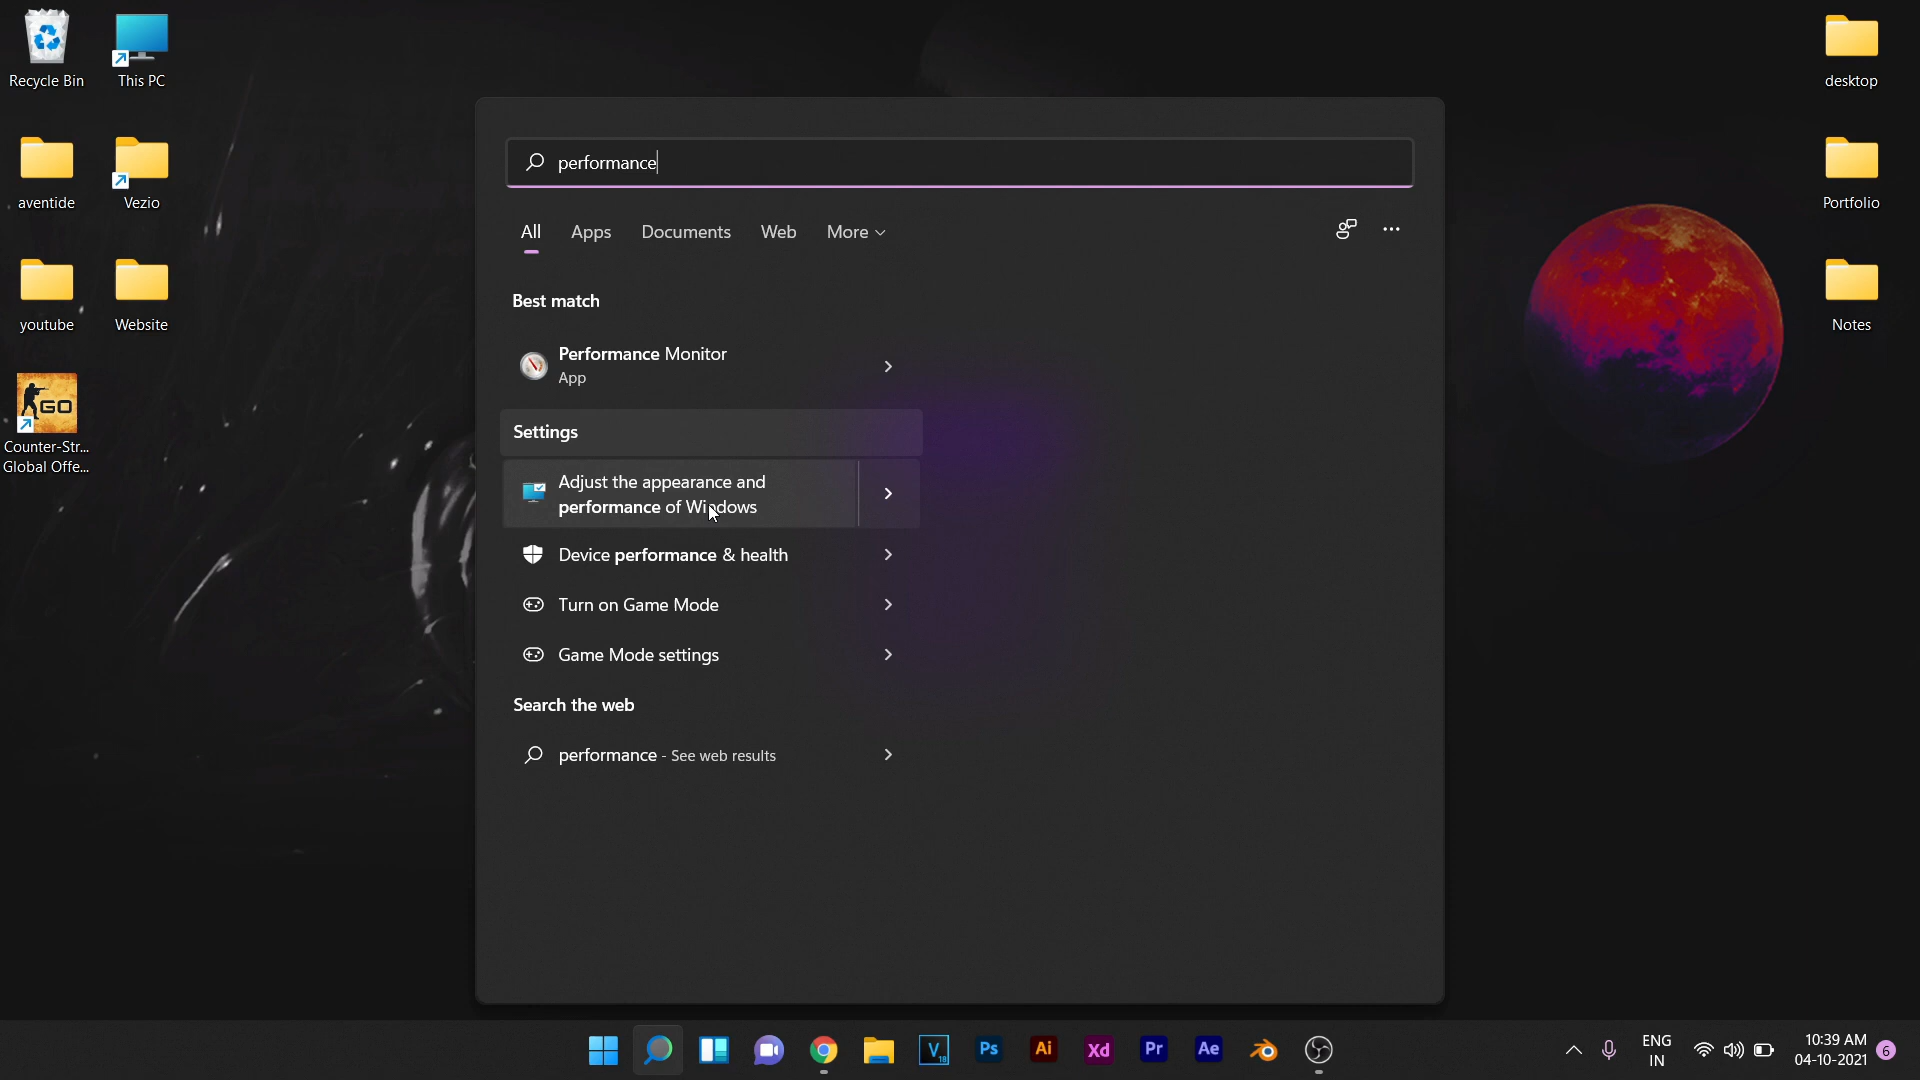 Recycle Bin
This PC
aventide
Vezio
youtube
Website
GO
Counter-Str...
Global Offe...
desktop
Portfolio
Notes
performance
All
Apps
Documents
Web
More
Best match
Performance Monitor
App
Settings
Adjust the appearance and
performance of Windows
Device performance & health
Turn on Game Mode
Game Mode settings
Search the web
performance - See web results
V
18
Ps
Ai
Xd
Pr
Ae
ENG
IN
10:39 AM
04-10-2021
6